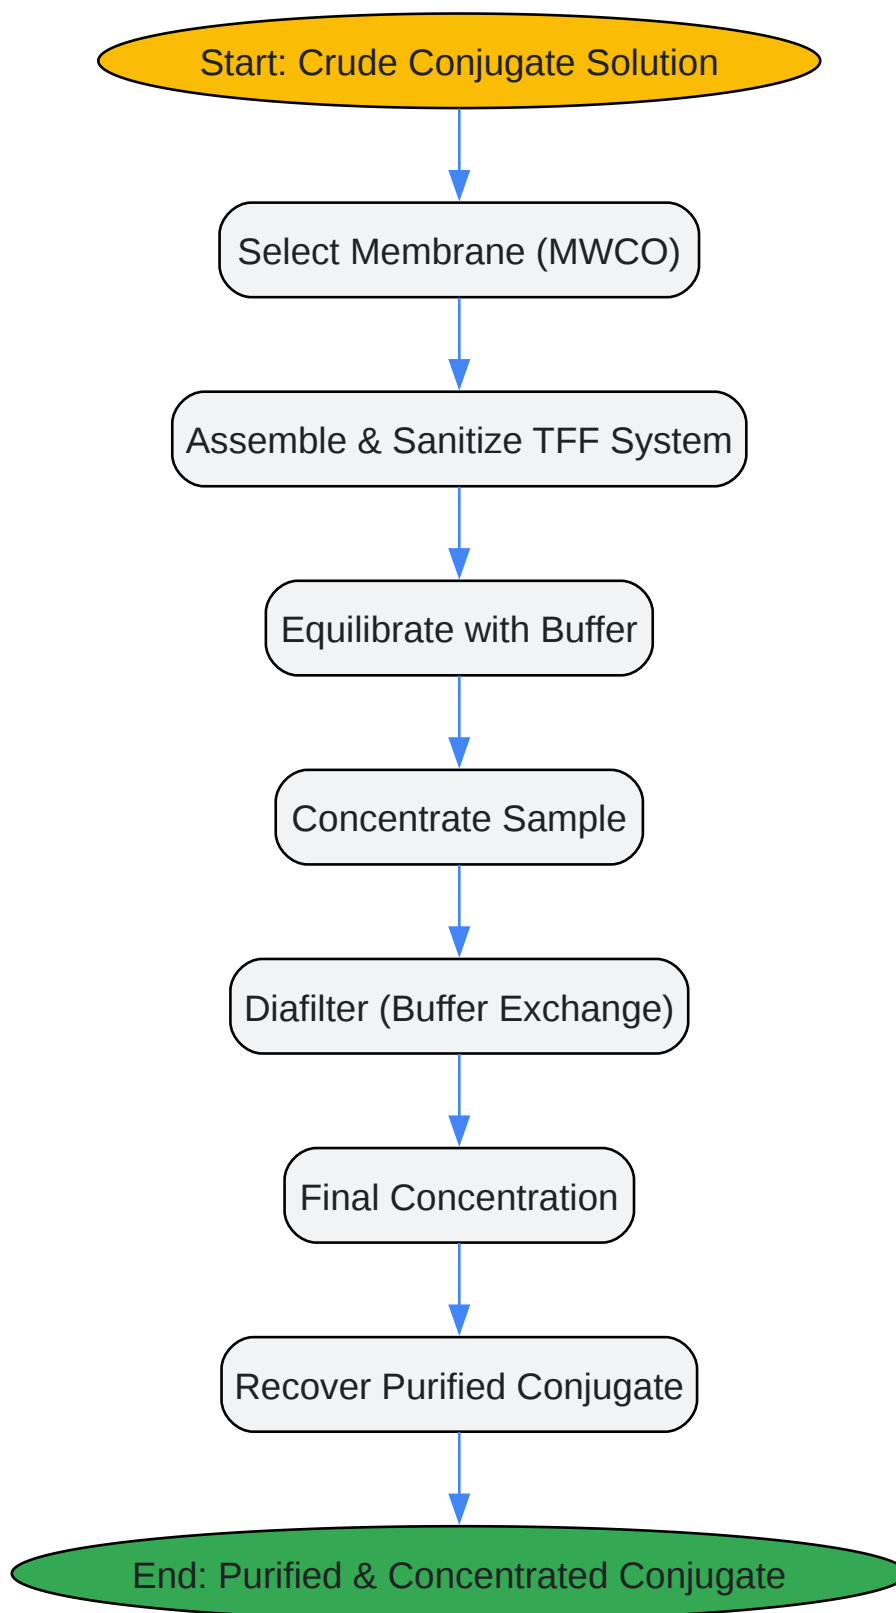 Start: Crude Conjugate Solution
Select Membrane (MWCO)
Assemble & Sanitize TFF System
Equilibrate with Buffer
Concentrate Sample
Diafilter (Buffer Exchange)
Final Concentration
Recover Purified Conjugate
End: Purified & Concentrated Conjugate